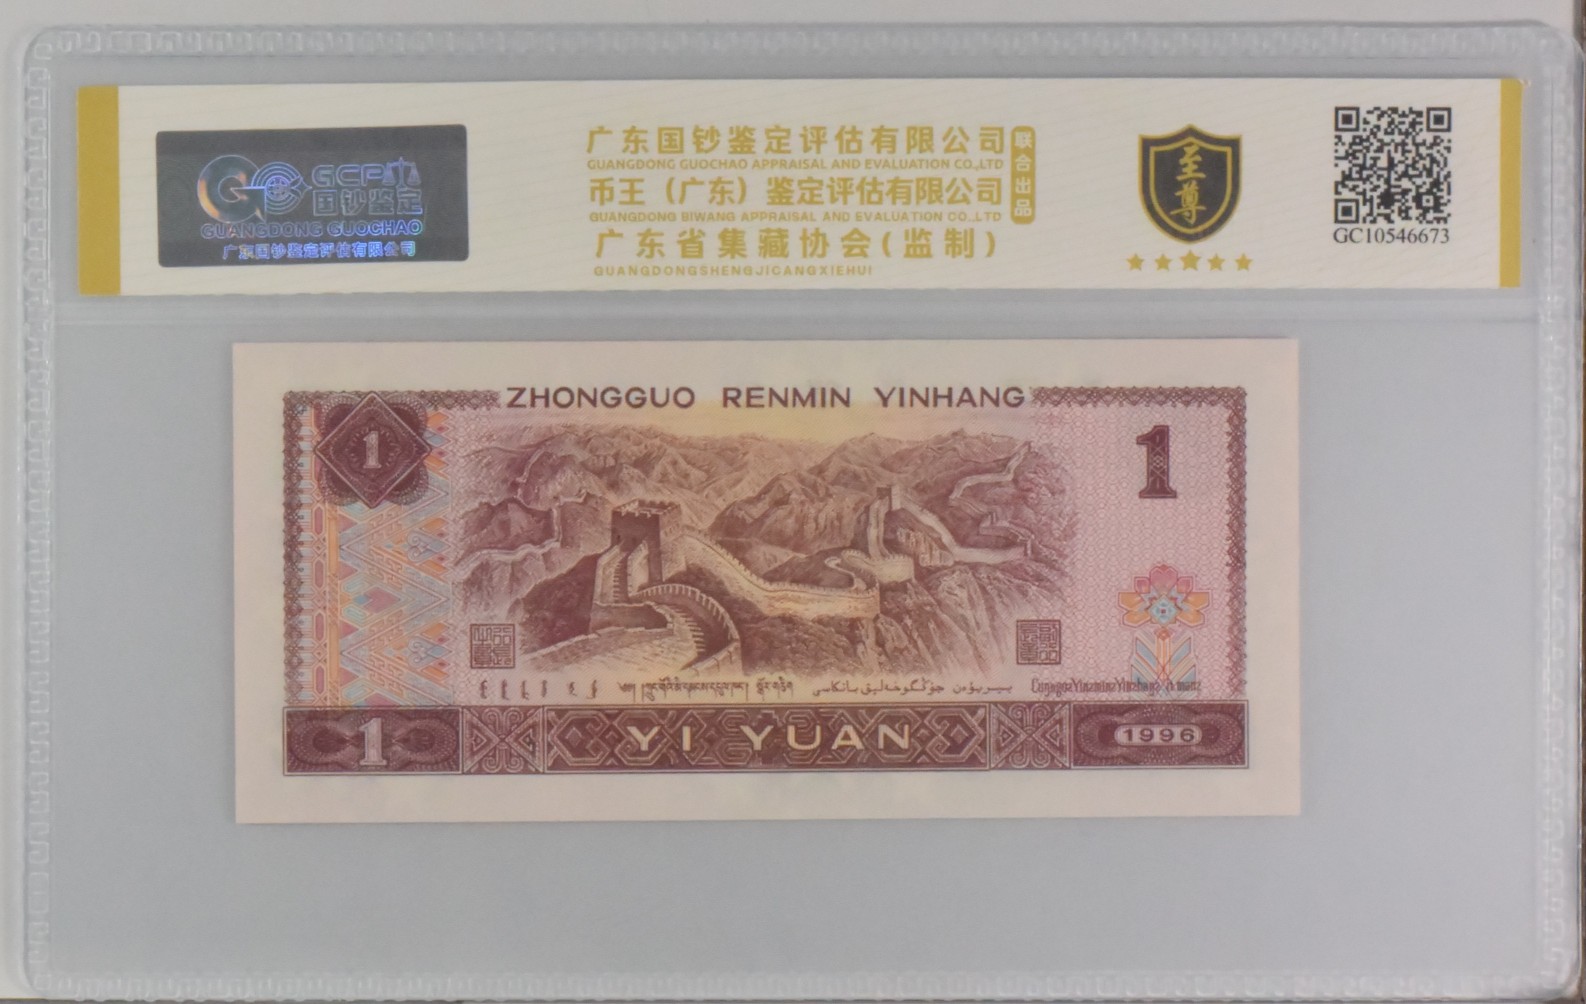 GCP
国钞鉴定
GUANGDONG GUOCHAO
广东国钞鉴定评估有限公司
广东国钞鉴定评估有限公司
GUANGDONG GUOCHAO APPRAISAL AND EVALUATION CO.,LTD
币王（广东）鉴定评估有限公司
GUANGDONG BIWANG APPRAISAL AND EVALUATION CO.,LTD
广东省集藏协会(监制)
GUANGDONGSHENGJICANGXIEHUI
联合出品
至尊
GC10546673
ZHONGGUO RENMIN YINHANG
1
1
1
YI YUAN
1996